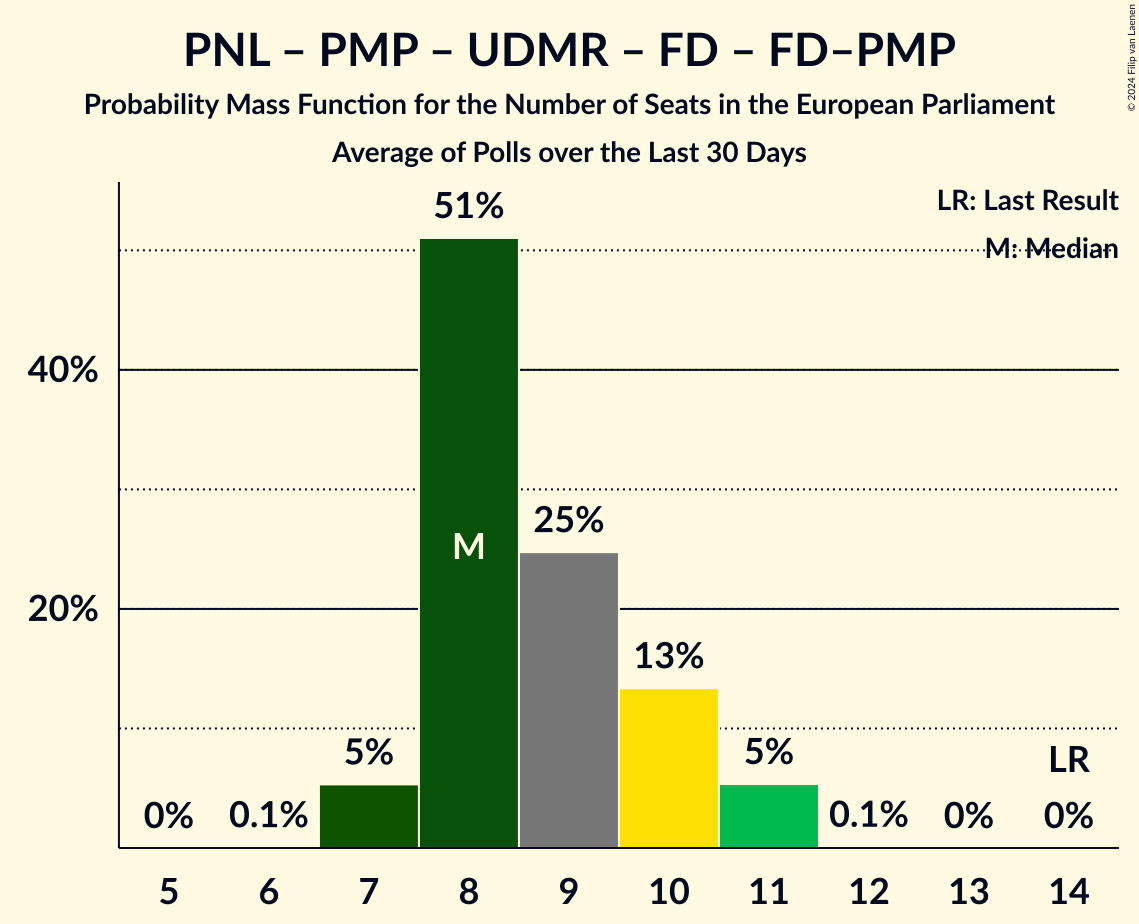 PNL – PMP – UDMR – FD – FD–PMP
Probability Mass Function for the Number of Seats in the European Parliament
Average of Polls over the Last 30 Days
© 2024 Filip van Laenen
LR: Last Result
M: Median
51%
40%
25%
M
20%
13%
5%
5%
LR
0%
0.1%
0.1%
0%
0%
5 6 7 8 9 10 11 12 13 14